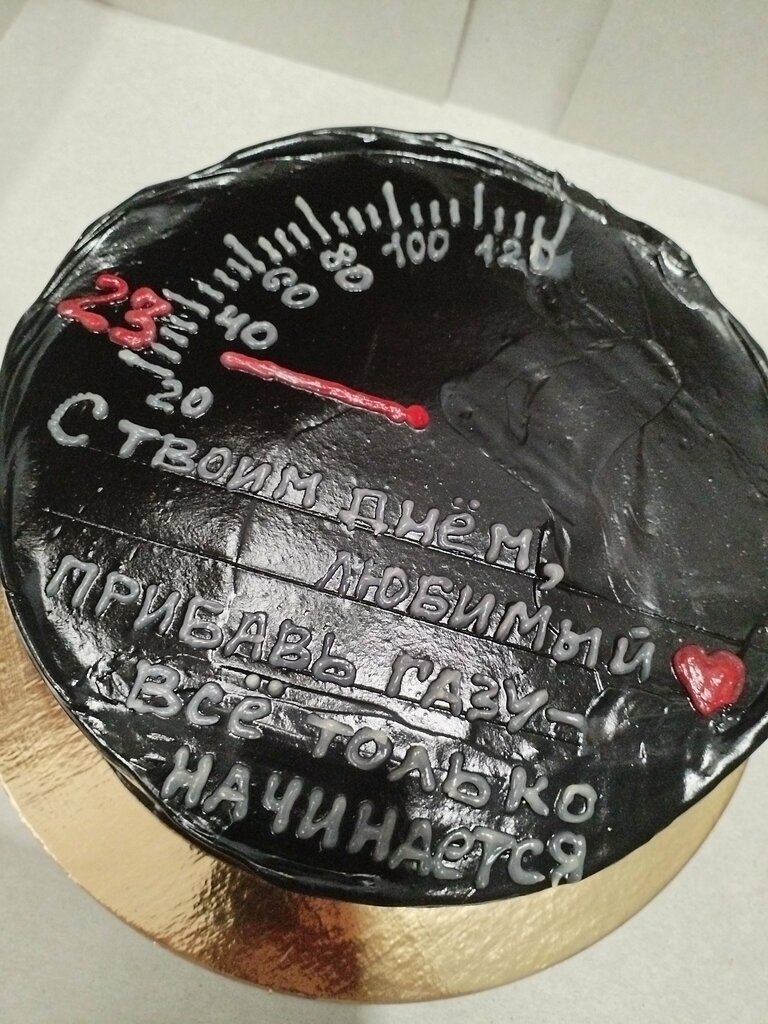 23
20 40 60 80 100 120
С твоим днём,
любимый
ПРИБАВЬ ГАЗУ-
ВСЁ ТОЛЬКО
НАЧИНАЕТСЯ